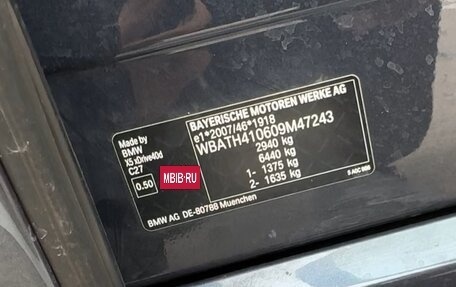 BAYERISCHE MOTOREN WERKE AG
e1*2007/46*1918
WBATH410609M47243
2940 kg
6440 kg
1- 1375 kg
2- 1635 kg
Made by
BMW
X5 xDrive40d
C27
0.50
MBIB·RU
BMW AG DE-80788 Muenchen